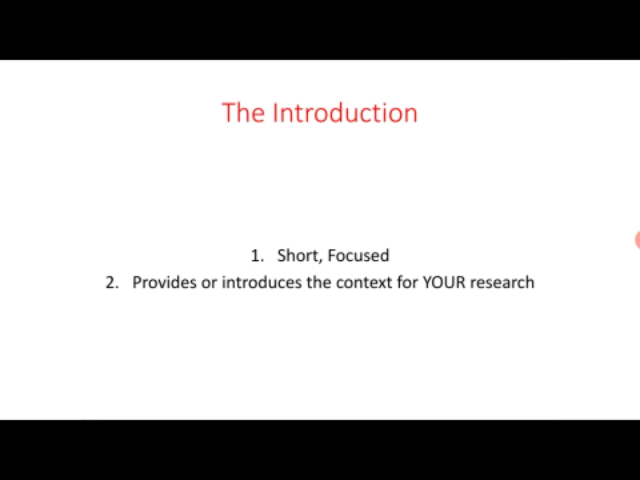 The Introduction
1. Short, Focused
2. Provides or introduces the context for YOUR research